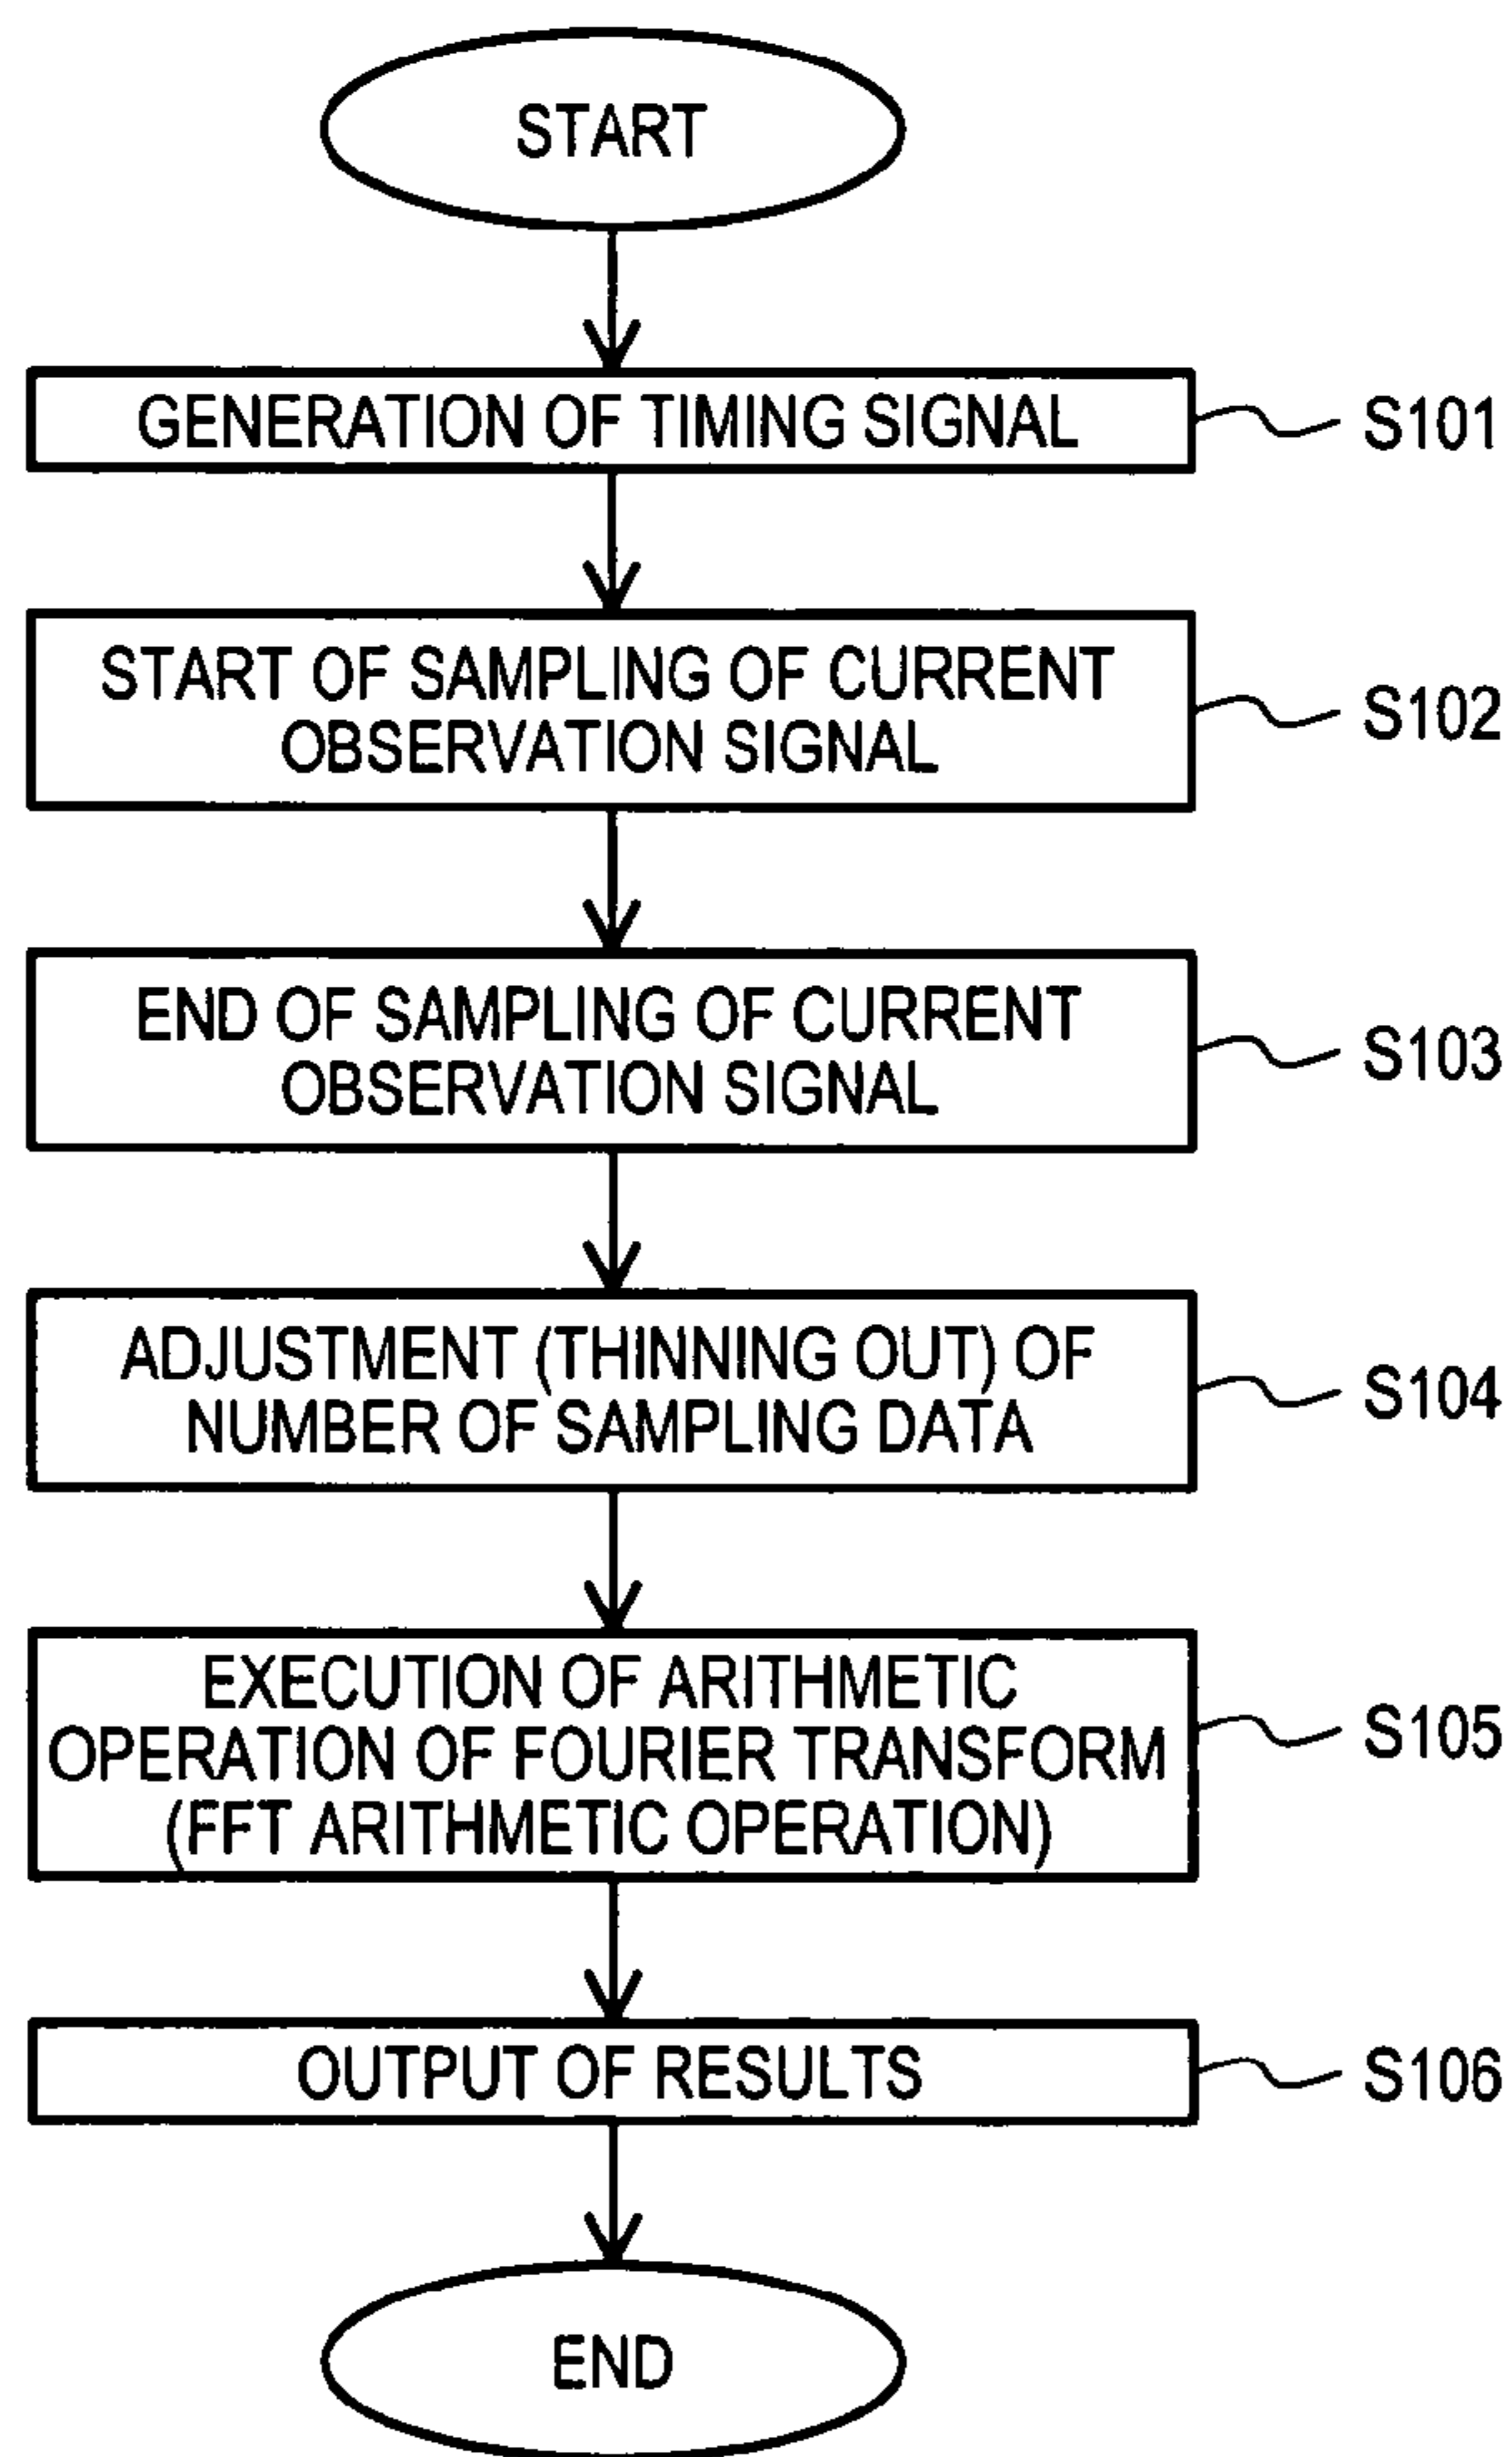 START
GENERATION OF TIMING SIGNAL
S101
START OF SAMPLING OF CURRENT
OBSERVATION SIGNAL
S102
END OF SAMPLING OF CURRENT
OBSERVATION SIGNAL
S103
ADJUSTMENT (THINNING OUT) OF
NUMBER OF SAMPLING DATA
S104
EXECUTION OF ARITHMETIC
OPERATION OF FOURIER TRANSFORM
(FFT ARITHMETIC OPERATION)
S105
OUTPUT OF RESULTS
S106
END